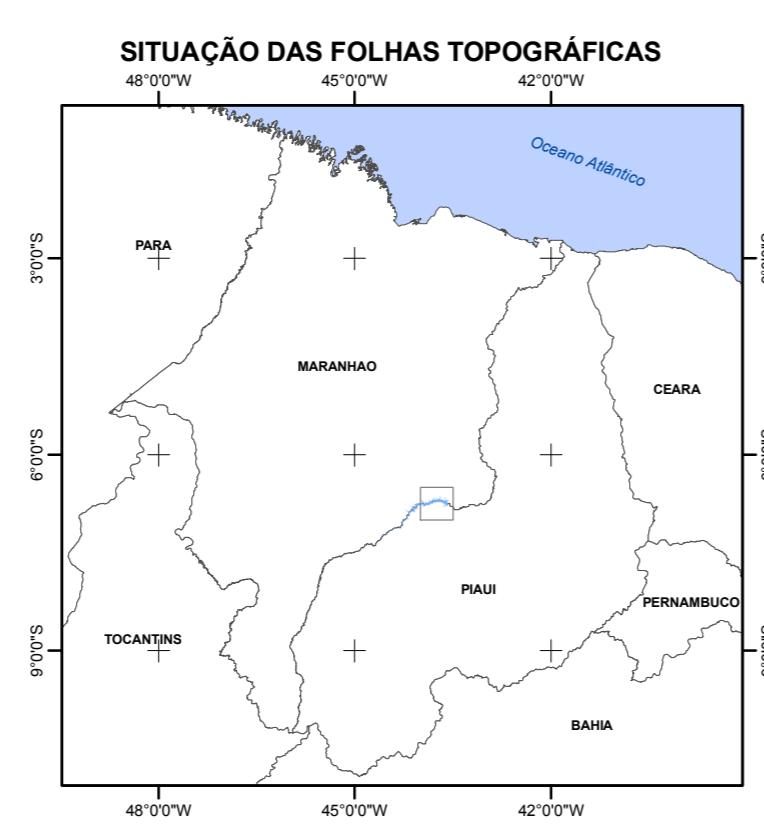 SITUAÇÃO DAS FOLHAS TOPOGRÁFICAS
48°0'0"W 45°0'0"W 42°0'0"W
Oceano Atlântico
PARA
3°0'0"S
MARANHAO
CEARA
6°0'0"S
PIAUI
PERNAMBUCO
TOCANTINS
9°0'0"S
BAHIA
48°0'0"W 45°0'0"W 42°0'0"W